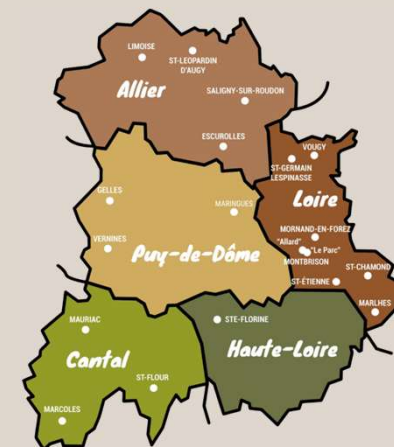 LIMOISE
ST-LEOPARDIN
D'AUGY
Allier
SALIGNY-SUR-ROUDON
ESCUROLLES
VOUGY
ST-GERMAIN
LESPINASSE
Loire
GELLES
MARINGUES
MORNAND-EN-FOREZ
"Allard"
"Le Parc"
VERNINES
Puy-de-Dôme
MONTBRISON
ST-CHAMOND
ST-ÉTIENNE
MARLHES
MAURIAC
STE-FLORINE
Cantal
Haute-Loire
ST-FLOUR
MARCOLES